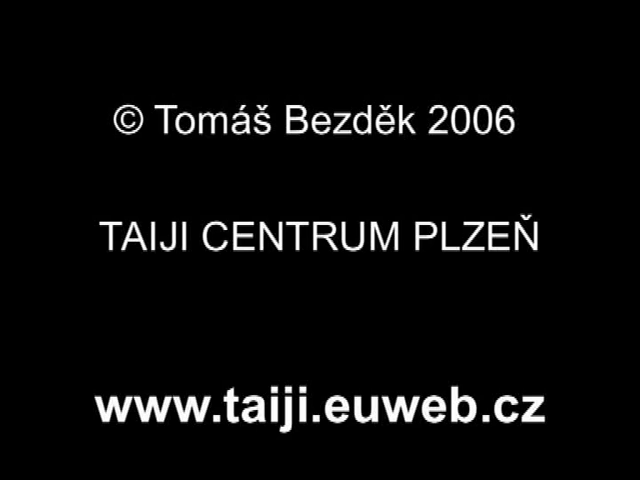 © Tomáš Bezděk 2006
TAIJI CENTRUM PLZEŇ
www.taiji.euweb.cz